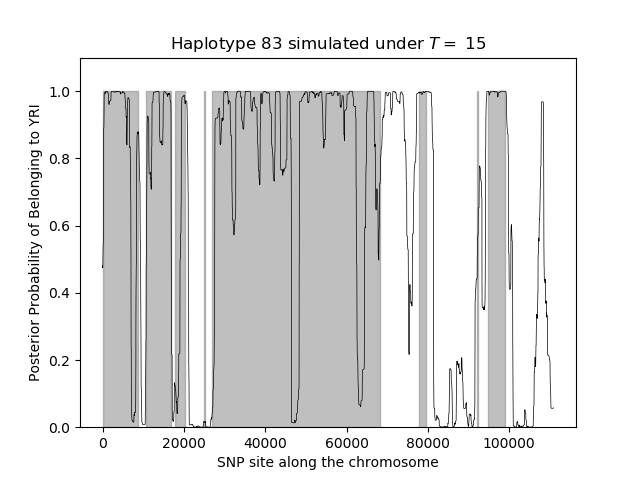 Haplotype 83 simulated under T = 15
Posterior Probability of Belonging to YRI
1.0
0.8
0.6
0.4
0.2
0.0
0 20000 40000 60000 80000 100000
SNP site along the chromosome